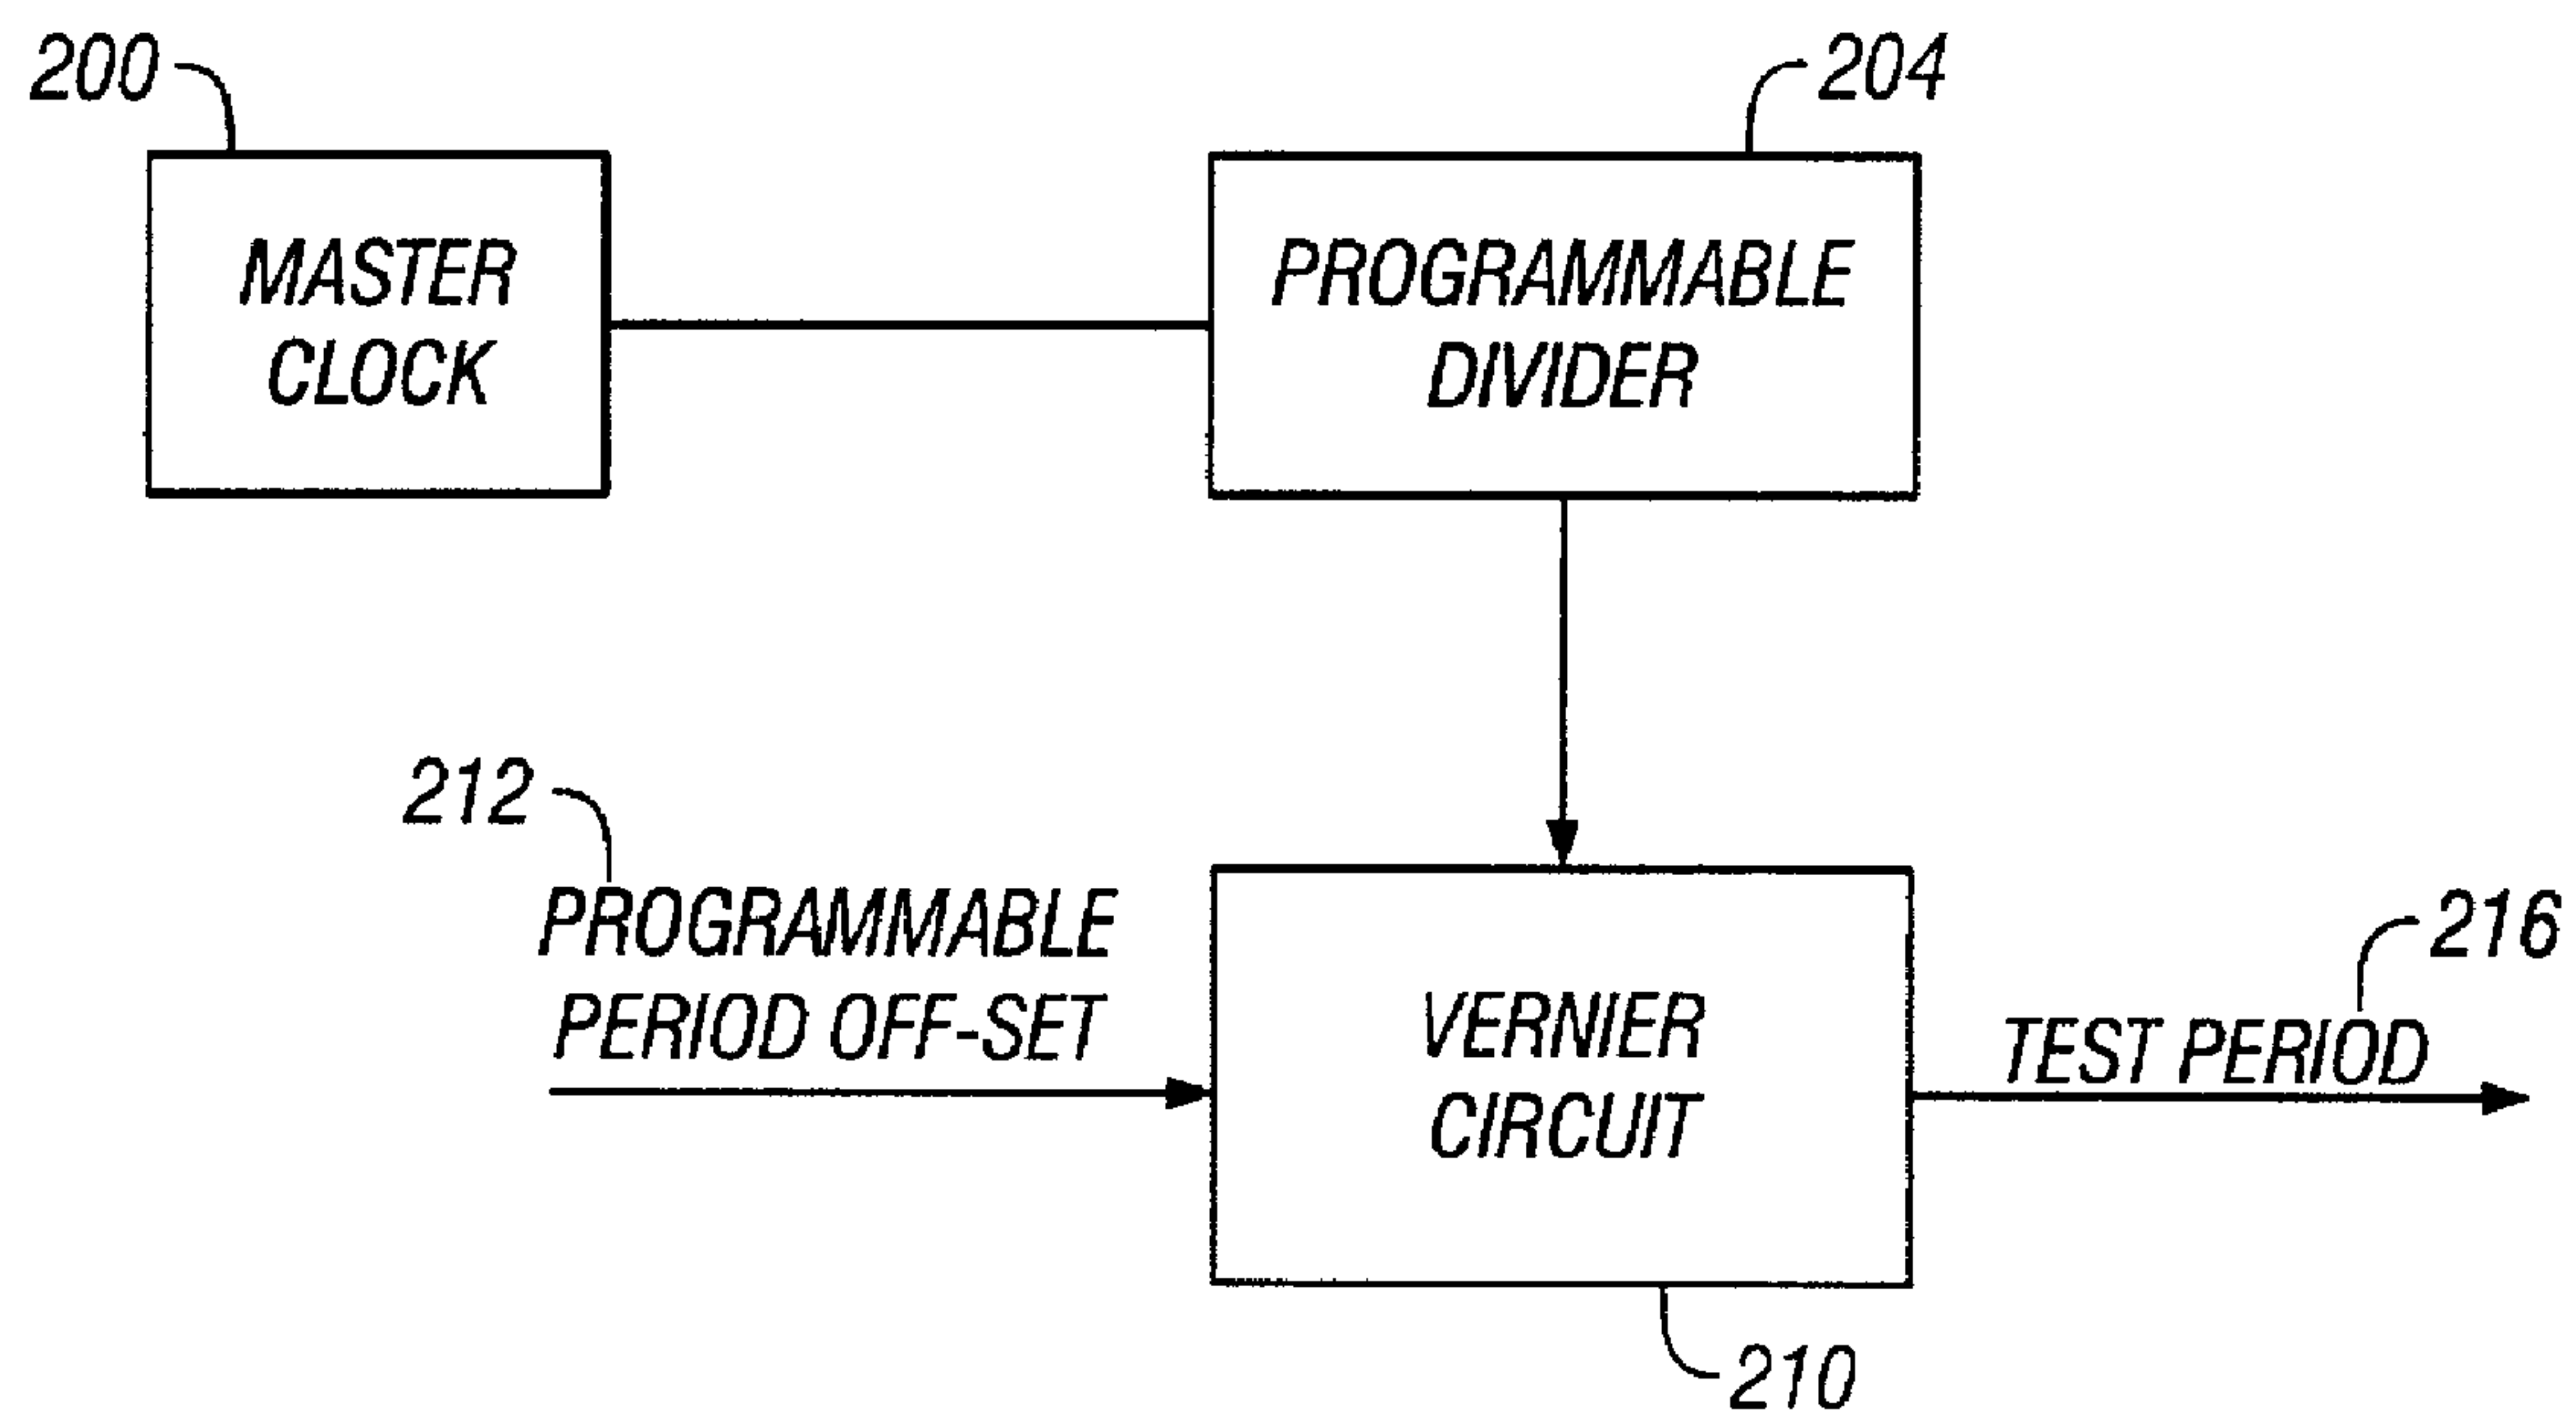 200
204
MASTER
CLOCK
PROGRAMMABLE
DIVIDER
212
PROGRAMMABLE
PERIOD OFF-SET
VERNIER
CIRCUIT
216
TEST PERIOD
210